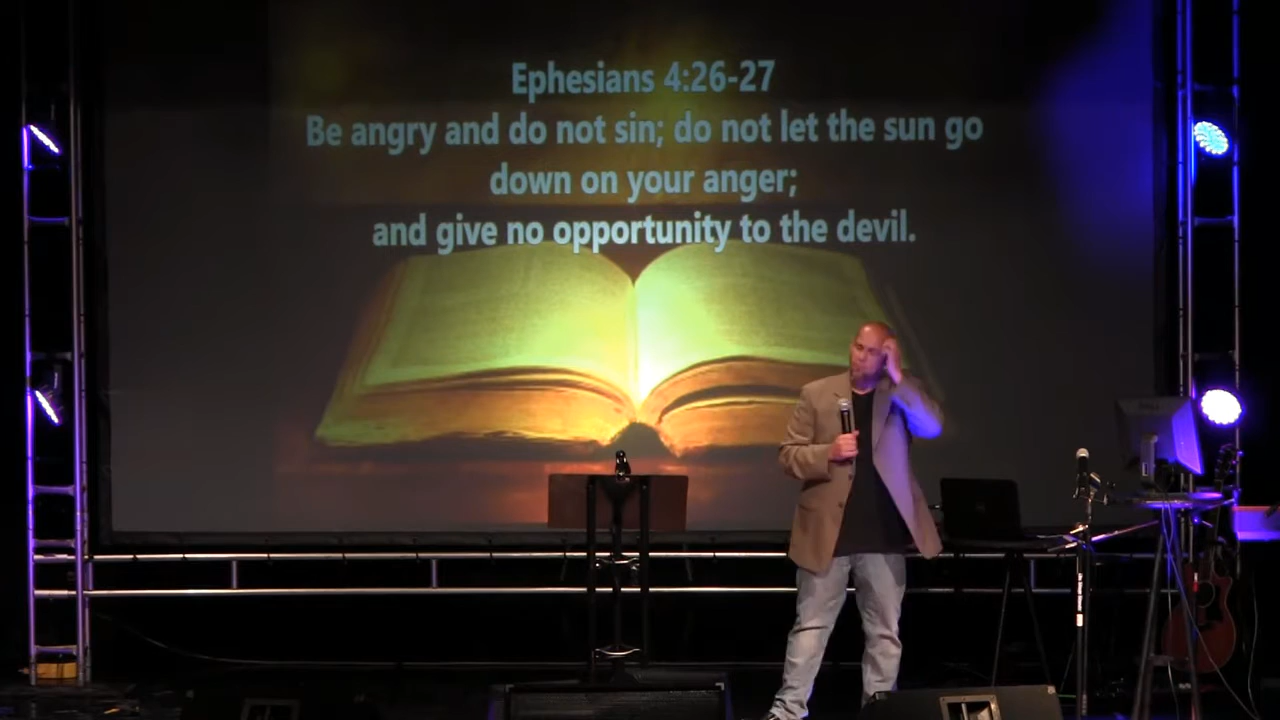 Ephesians 4:26-27
Be angry and do not sin; do not let the sun go
down on your anger;
and give no opportunity to the devil.